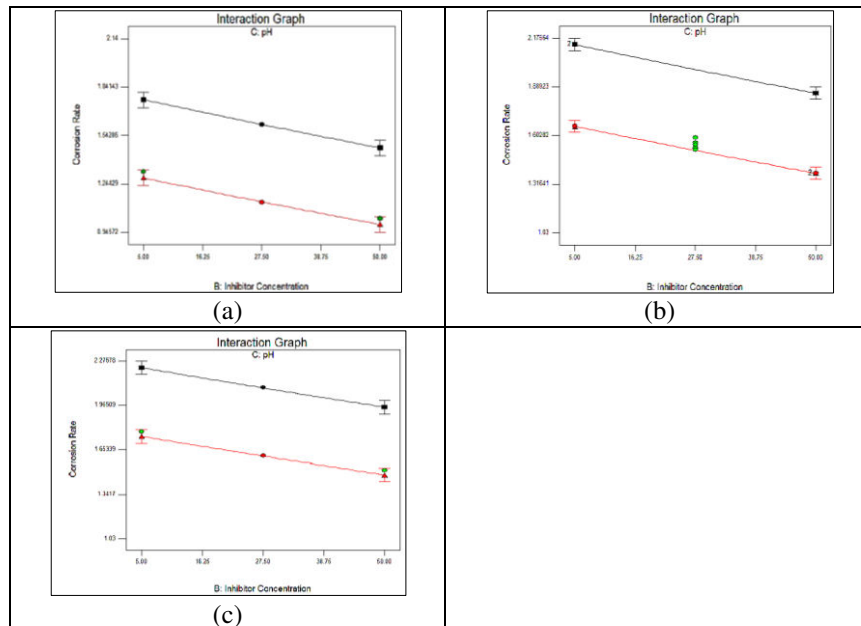 Interaction Graph
C: pH
2.14
1.84143
1.54286
1.24429
0.94572
Corrosion Rate
5.00 16.25 27.50 38.75 50.00
B: Inhibitor Concentration
(a)
Interaction Graph
C: pH
2.17564
1.88923
1.60282
1.31641
1.03
Corrosion Rate
2
2
5.00 16.25 27.50 38.75 50.00
B: Inhibitor Concentration
(b)
Interaction Graph
C: pH
2.27678
1.96509
1.65339
1.3417
1.03
Corrosion Rate
5.00 16.25 27.50 38.75 50.00
B: Inhibitor Concentration
(c)